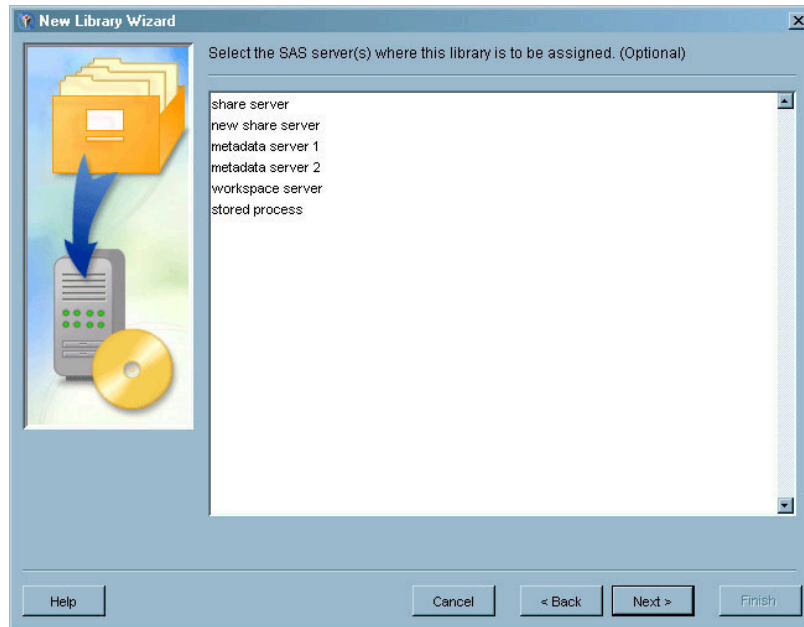 New Library Wizard
Select the SAS server(s) where this library is to be assigned. (Optional)
share server
new share server
metadata server 1
metadata server 2
workspace server
stored process
Help
Cancel
< Back
Next >
Finish